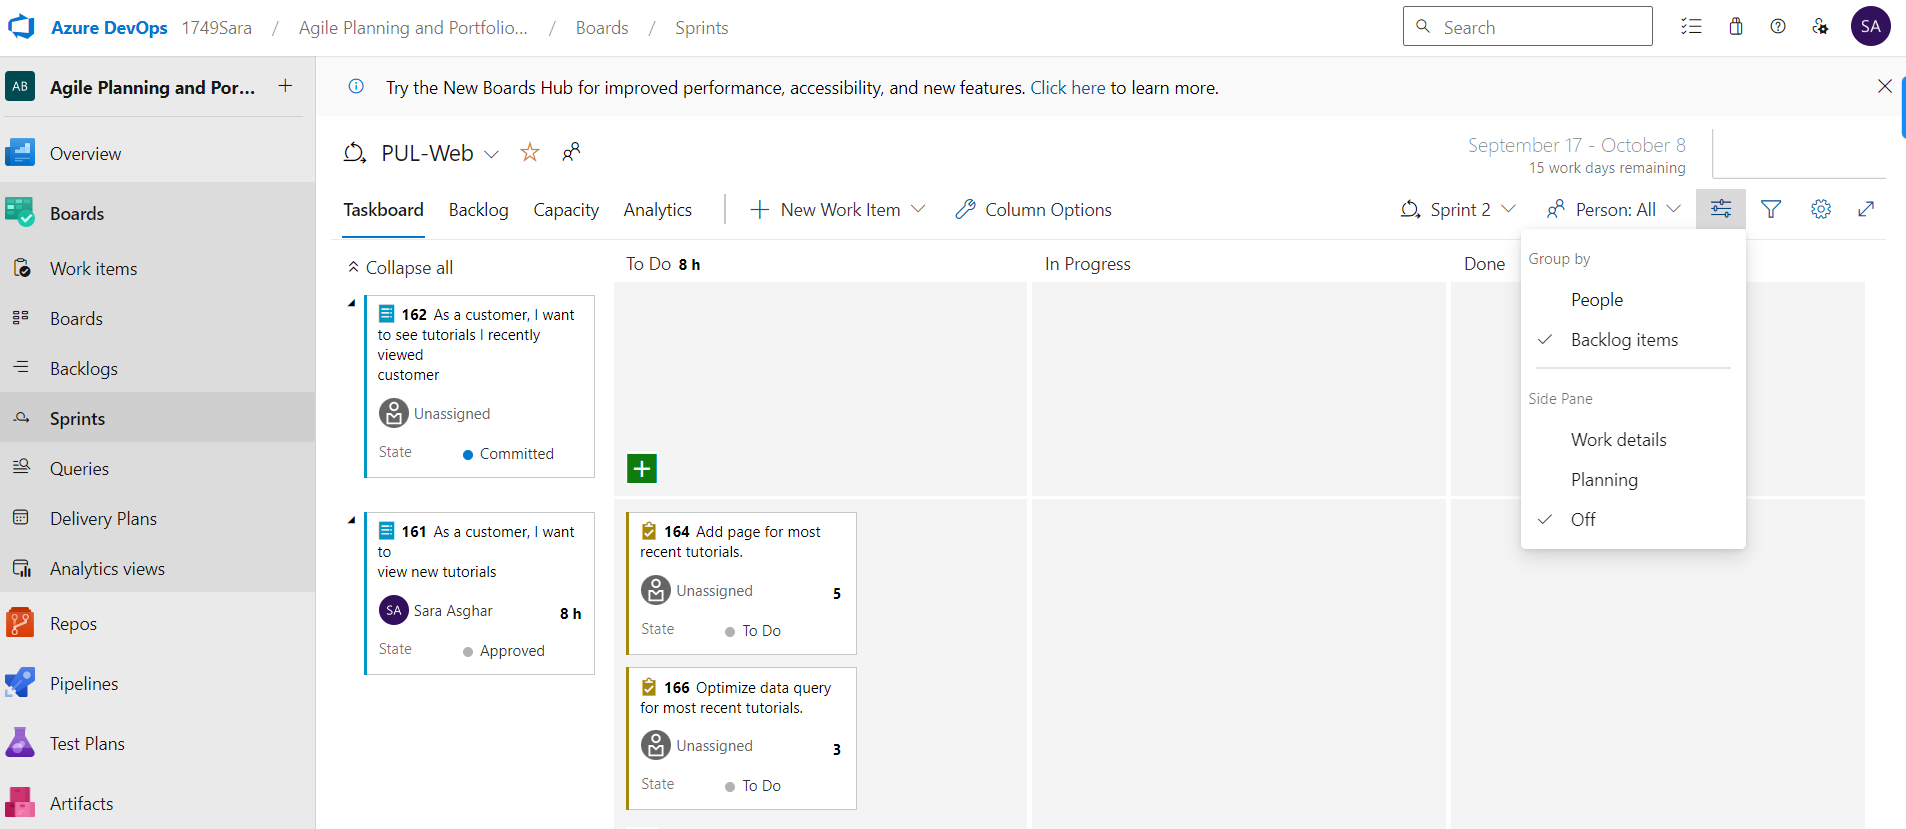 Azure DevOps 1749Sara / Agile Planning and Portfolio... / Boards / Sprints
Search
SA
AB Agile Planning and Por...
Overview
Boards
Work items
Boards
Backlogs
Sprints
Queries
Delivery Plans
Analytics views
Repos
Pipelines
Test Plans
Artifacts
Try the New Boards Hub for improved performance, accessibility, and new features. Click here to learn more.
PUL-Web
September 17 - October 8
15 work days remaining
Taskboard Backlog Capacity Analytics New Work Item Column Options
Sprint 2 Person: All
Collapse all
To Do 8 h
In Progress
Done
162 As a customer, I want
to see tutorials I recently
viewed
customer
Unassigned
State Committed
161 As a customer, I want
to
view new tutorials
SA Sara Asghar 8 h
State Approved
164 Add page for most
recent tutorials.
Unassigned 5
State To Do
166 Optimize data query
for most recent tutorials.
Unassigned 3
State To Do
Group by
People
Backlog items
Side Pane
Work details
Planning
Off